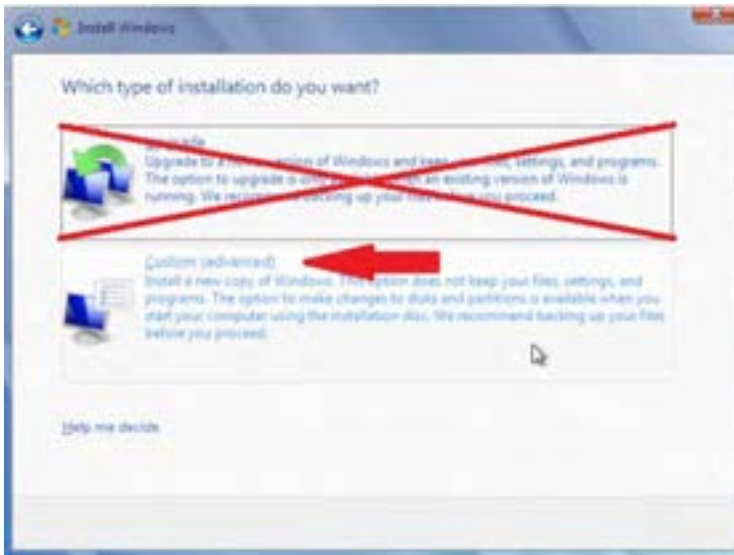 Install Windows
Which type of installation do you want?
Upgrade
Upgrade to a version of Windows and keep your files, settings, and programs.
The option to upgrade is only an existing version of Windows is
running. We backing up your files before you proceed.
Custom (advanced)
Install a new copy of Windows. This option does not keep your files, settings, and
programs. The option to make changes to disks and partitions is available when you
start your computer using the installation disc. We recommend backing up your files
before you proceed.
Help me decide